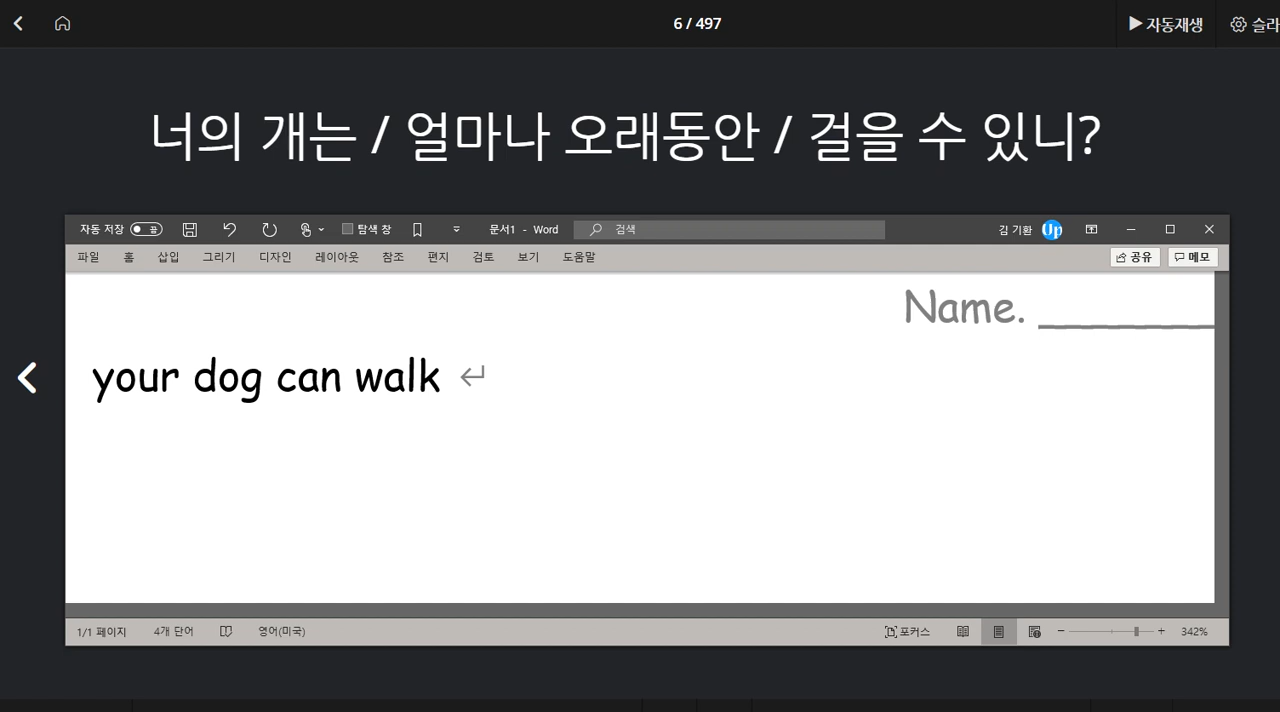 6 / 497
자동재생
슬라
너의 개는 / 얼마나 오래동안 / 걸을 수 있니?
자동 저장
끔
탐색 창
문서1 - Word
검색
김 기환
Up
파일 홈 삽입 그리기 디자인 레이아웃 참조 편지 검토 보기 도움말
공유
메모
Name. ________
your dog can walk
1/1 페이지
4개 단어
영어(미국)
포커스
342%